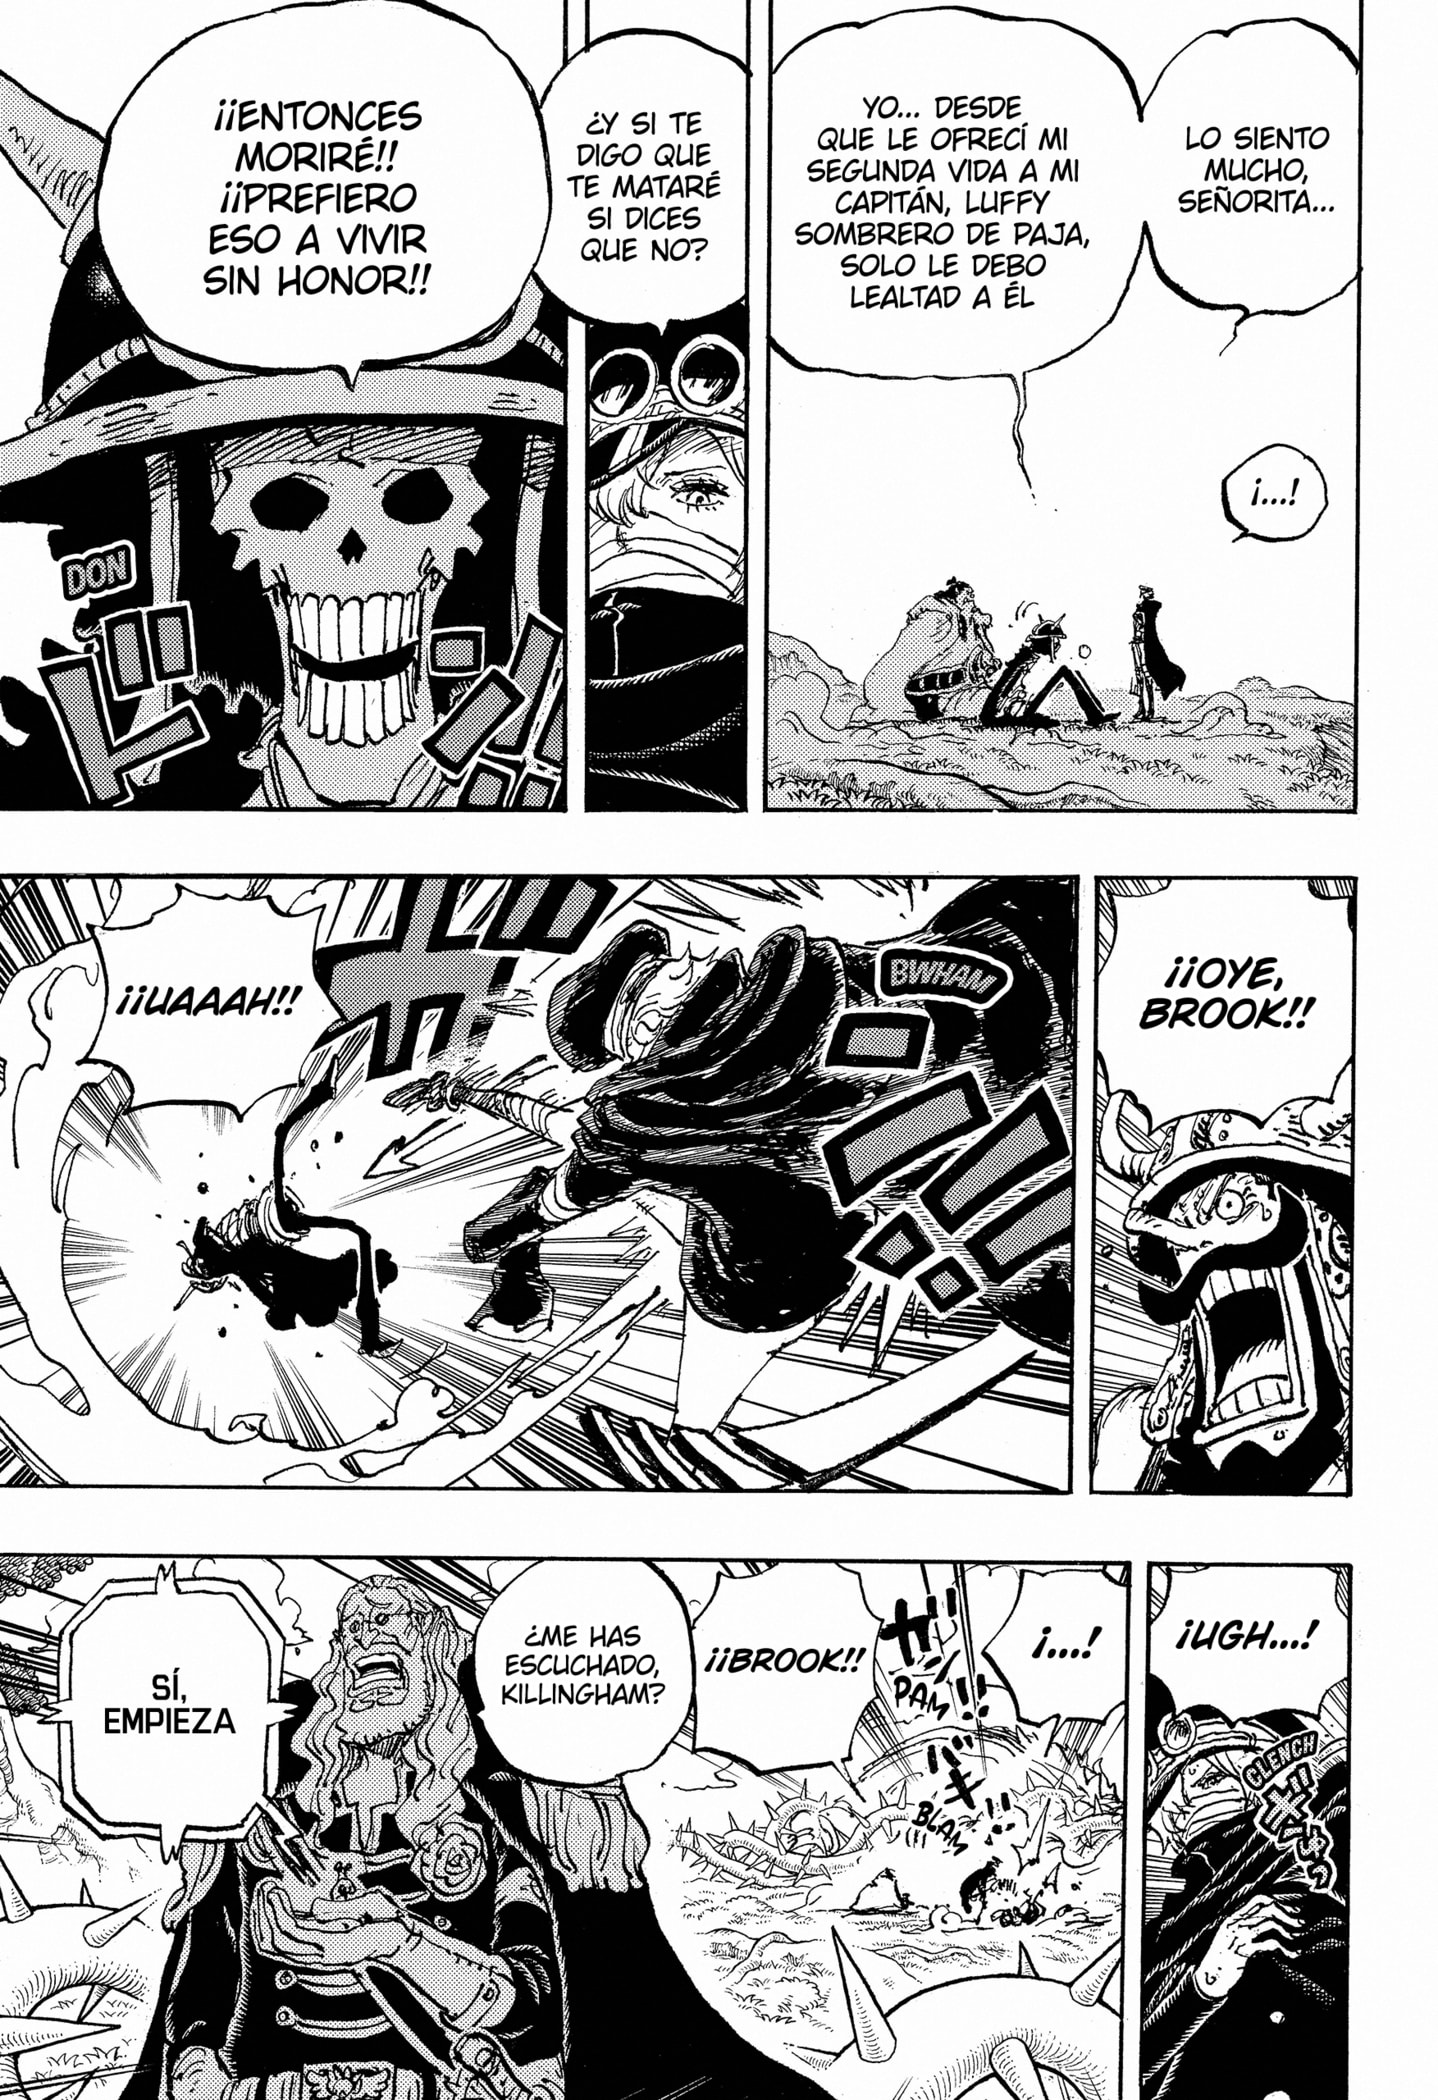 LO SIENTO
MUCHO,
SEÑORITA...
YO... DESDE
QUE LE OFRECÍ MI
SEGUNDA VIDA A MI
CAPITÁN, LUFFY
SOMBRERO DE PAJA,
SOLO LE DEBO
LEALTAD A ÉL
¡...!
¿Y SI TE
DIGO QUE
TE MATARÉ
SI DICES
QUE NO?
¡¡ENTONCES
MORIRÉ!!
¡¡PREFIERO
ESO A VIVIR
SIN HONOR!!
DON
ドン
¡¡OYE,
BROOK!!
BWHAM
¡¡UAAAH!!
¡UGH...!
CLENCH
¡...!
PAM
BLAM
¡¡BROOK!!
¿ME HAS
ESCUCHADO,
KILLINGHAM?
SÍ,
EMPIEZA